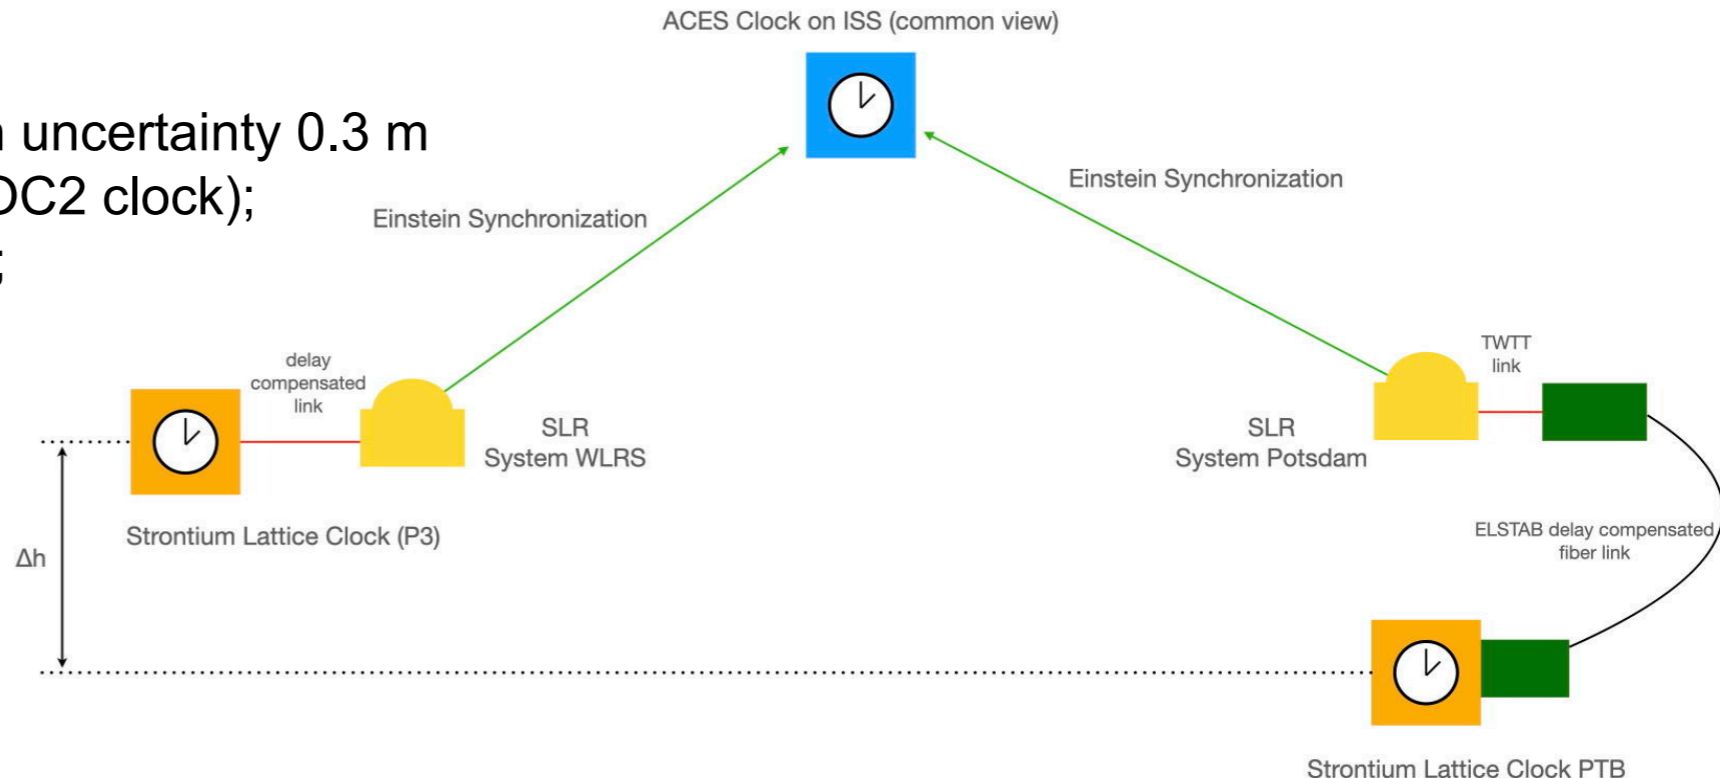 ACES Clock on ISS (common view)
uncertainty 0.3 m
clock);
;
Einstein Synchronization
Einstein Synchronization
delay
compensated
link
SLR
System WLRS
Strontium Lattice Clock (P3)
Δh
TWTT
link
SLR
System Potsdam
ELSTAB delay compensated
fiber link
Strontium Lattice Clock PTB